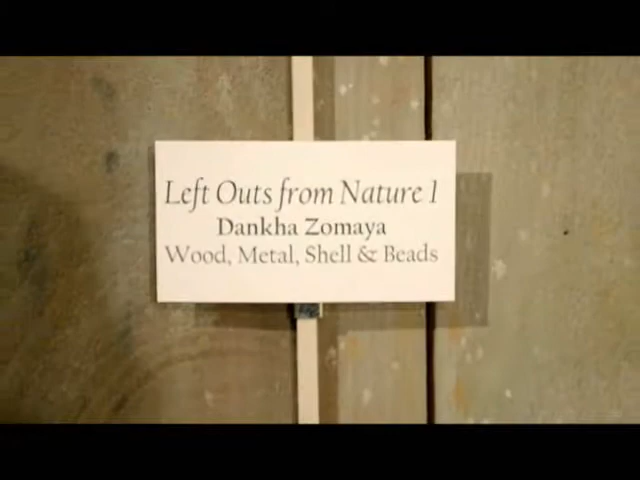 Left Outs from Nature 1
Dankha Zomaya
Wood, Metal, Shell & Beads